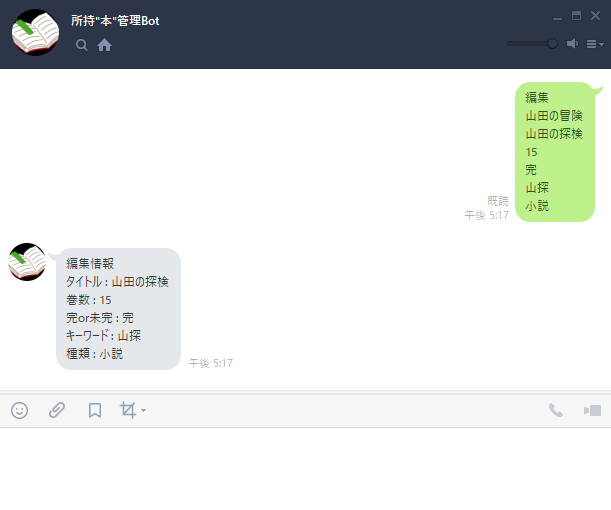 所持"本"管理Bot
編集
山田の冒険
山田の探検
15
完
山探
小説
既読
午後 5:17
編集情報
タイトル : 山田の探検
巻数 : 15
完or未完 : 完
キーワード : 山探
種類 : 小説
午後 5:17